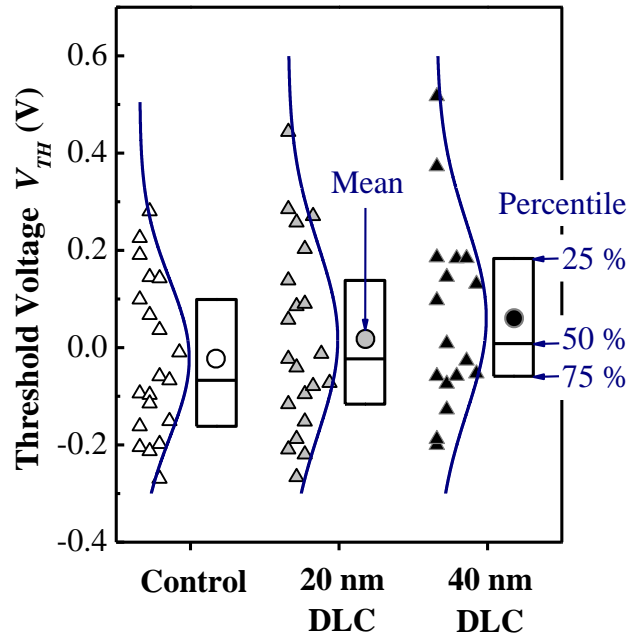 Threshold Voltage V_TH (V)
0.6
0.4
0.2
0.0
-0.2
-0.4
Mean
Percentile
25 %
50 %
75 %
Control
20 nm
DLC
40 nm
DLC